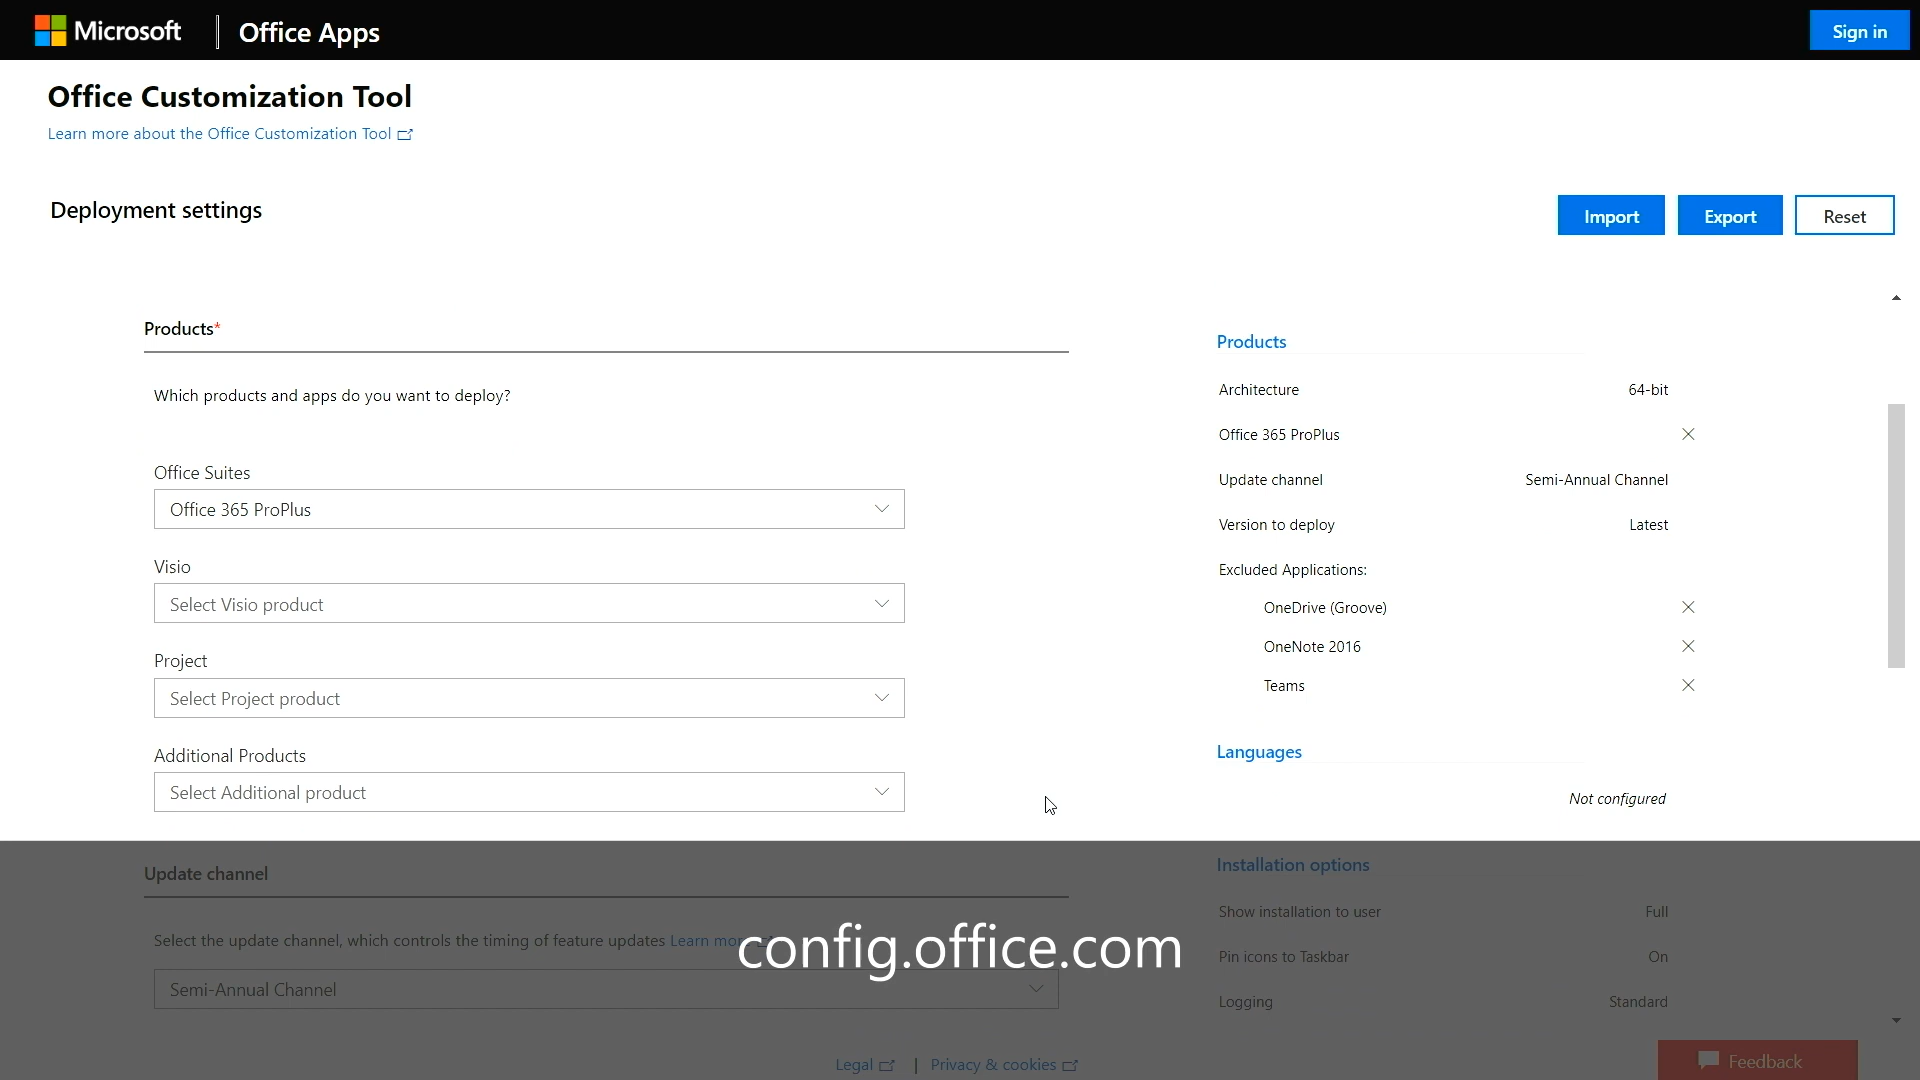 Microsoft | Office Apps
Sign in
Office Customization Tool
Learn more about the Office Customization Tool
Deployment settings
Import
Export
Reset
Products*
Which products and apps do you want to deploy?
Office Suites
Office 365 ProPlus
Visio
Select Visio product
Project
Select Project product
Additional Products
Select Additional product
Update channel
Select the update channel, which controls the timing of feature updates Learn more
Semi-Annual Channel
Products
Architecture 64-bit
Office 365 ProPlus
Update channel Semi-Annual Channel
Version to deploy Latest
Excluded Applications:
OneDrive (Groove)
OneNote 2016
Teams
Languages
Not configured
Installation options
Show installation to user Full
Pin icons to Taskbar On
Logging Standard
config.office.com
Legal | Privacy & cookies
Feedback